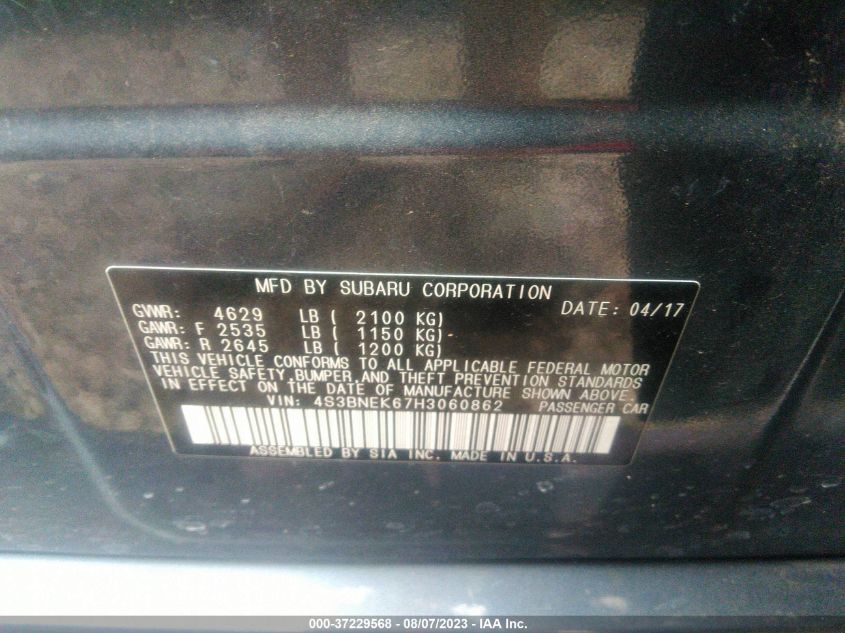 MFD BY SUBARU CORPORATION
GVWR: 4629 LB ( 2100 KG) DATE: 04/17
GAWR: F 2535 LB ( 1150 KG)
GAWR: R 2645 LB ( 1200 KG)
THIS VEHICLE CONFORMS TO ALL APPLICABLE FEDERAL MOTOR
VEHICLE SAFETY, BUMPER, AND THEFT PREVENTION STANDARDS
IN EFFECT ON THE DATE OF MANUFACTURE SHOWN ABOVE.
VIN: 4S3BNEK67H3060862 PASSENGER CAR
ASSEMBLED BY SIA INC. MADE IN U.S.A.
000-37229568 - 08/07/2023 - IAA Inc.